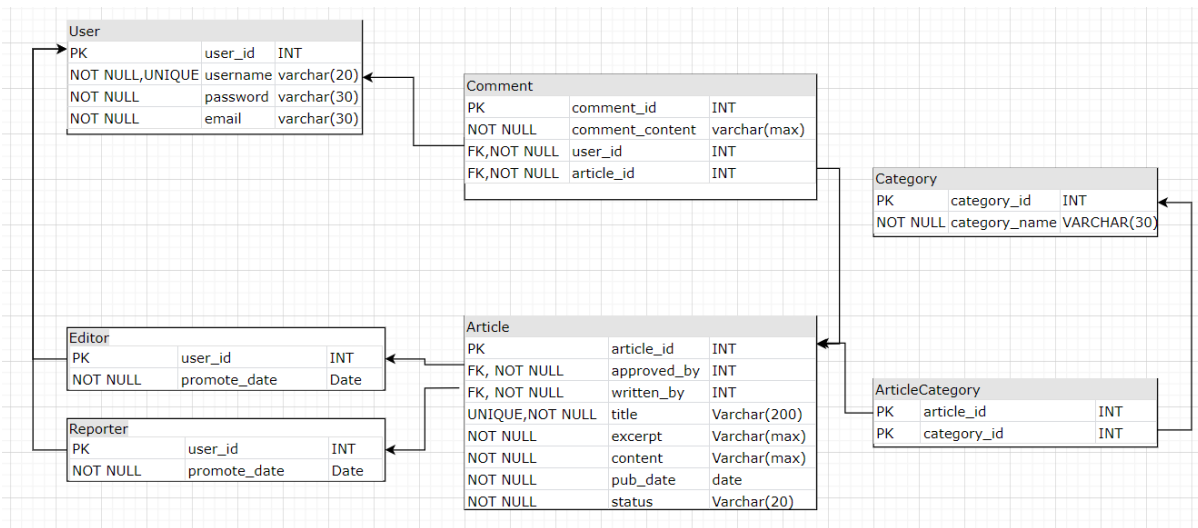 User
PK user_id INT
NOT NULL,UNIQUE username varchar(20)
NOT NULL password varchar(30)
NOT NULL email varchar(30)
Comment
PK comment_id INT
NOT NULL comment_content varchar(max)
FK,NOT NULL user_id INT
FK,NOT NULL article_id INT
Category
PK category_id INT
NOT NULL category_name VARCHAR(30)
Editor
PK user_id INT
NOT NULL promote_date Date
Reporter
PK user_id INT
NOT NULL promote_date Date
Article
PK article_id INT
FK, NOT NULL approved_by INT
FK, NOT NULL written_by INT
UNIQUE,NOT NULL title Varchar(200)
NOT NULL excerpt Varchar(max)
NOT NULL content Varchar(max)
NOT NULL pub_date date
NOT NULL status Varchar(20)
ArticleCategory
PK article_id INT
PK category_id INT